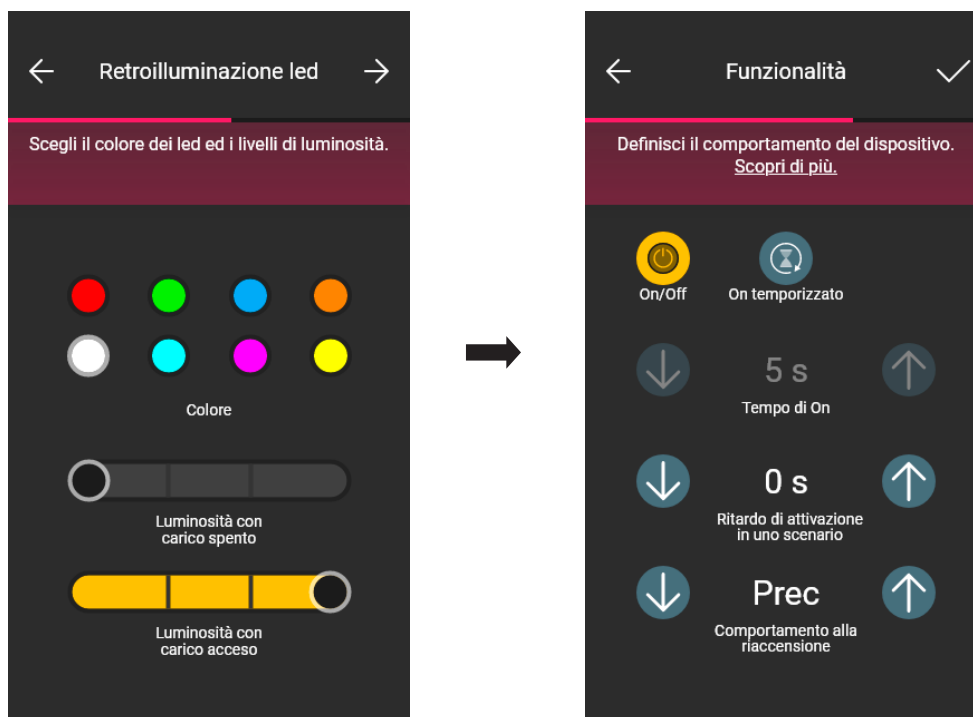 Retroilluminazione led
Scegli il colore dei led ed i livelli di luminosità.
Colore
Luminosità con
carico spento
Luminosità con
carico acceso
Funzionalità
Definisci il comportamento del dispositivo.
Scopri di più.
On/Off
On temporizzato
5 s
Tempo di On
0 s
Ritardo di attivazione
in uno scenario
Prec
Comportamento alla
riaccensione